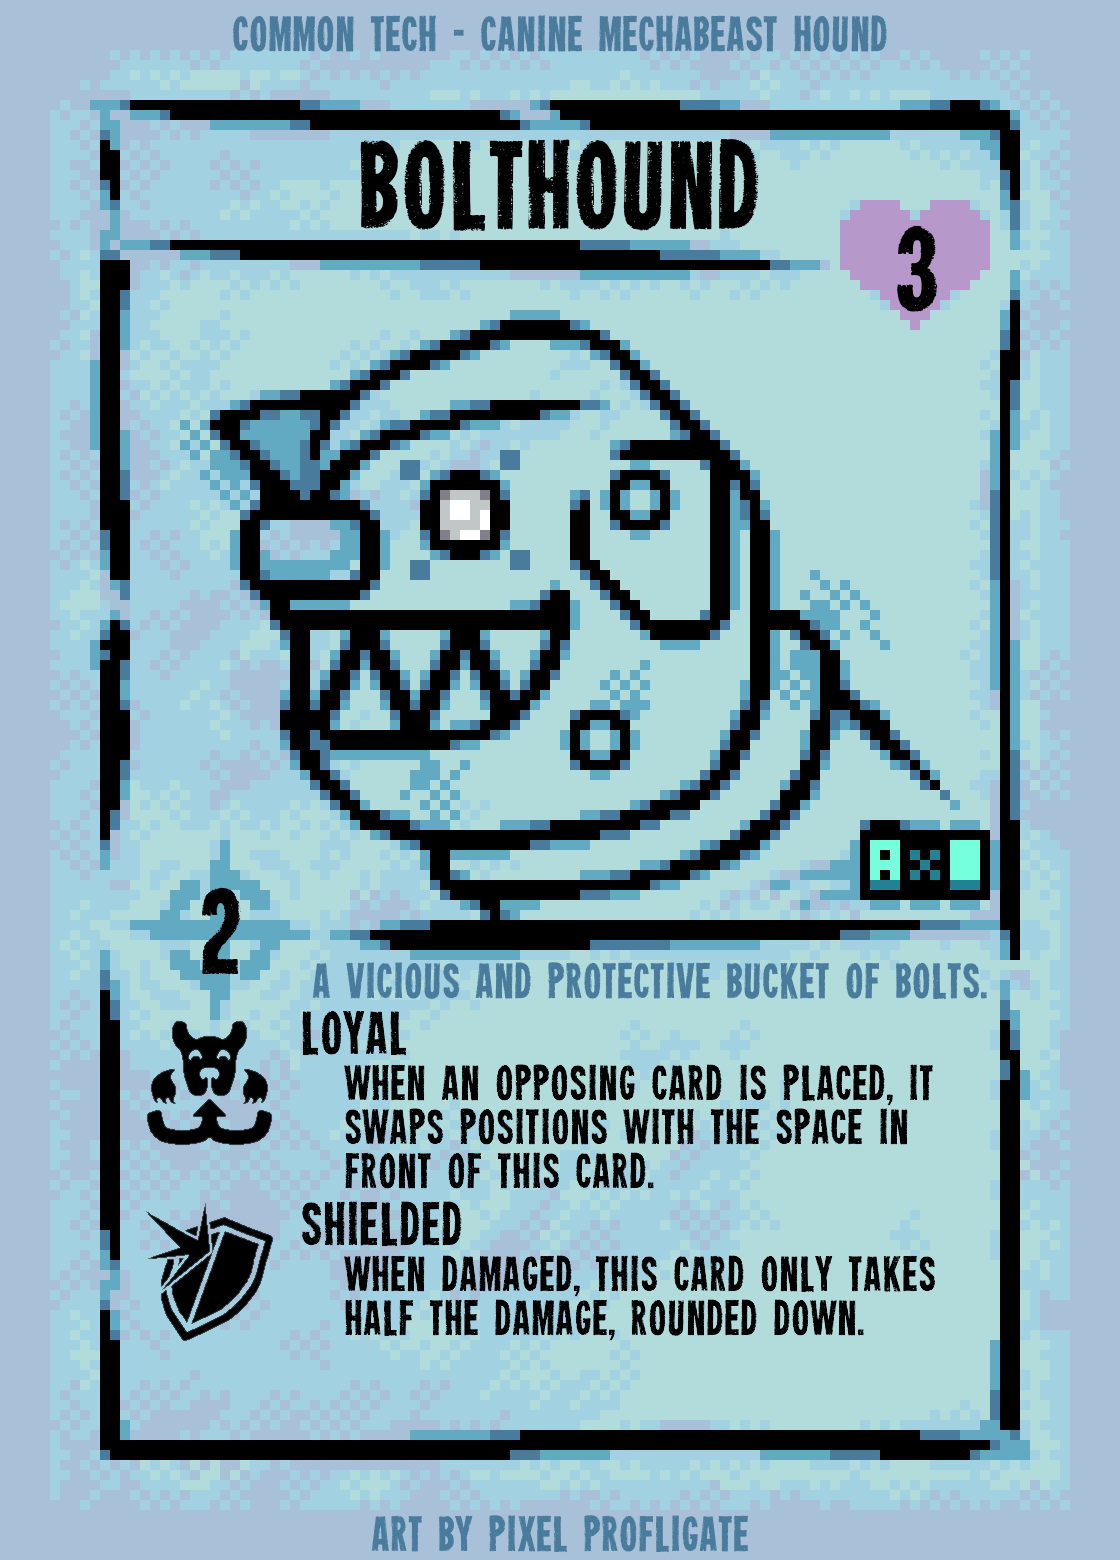 COMMON TECH - CANINE MECHABEAST HOUND
BOLTHOUND
3
A X
2
A VICIOUS AND PROTECTIVE BUCKET OF BOLTS.
LOYAL
WHEN AN OPPOSING CARD IS PLACED, IT
SWAPS POSITIONS WITH THE SPACE IN
FRONT OF THIS CARD.
SHIELDED
WHEN DAMAGED, THIS CARD ONLY TAKES
HALF THE DAMAGE, ROUNDED DOWN.
ART BY PIXEL PROFLIGATE